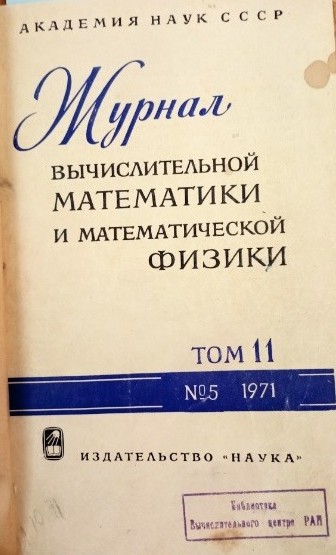 АКАДЕМИЯ НАУК СССР
Журнал
ВЫЧИСЛИТЕЛЬНОЙ
МАТЕМАТИКИ
И МАТЕМАТИЧЕСКОЙ
ФИЗИКИ
ТОМ 11
№5 1971
ИЗДАТЕЛЬСТВО «НАУКА»
Библиотека
Вычислительного центра РАН